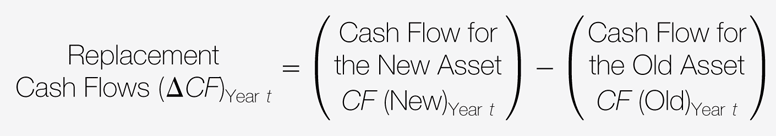 Replacement
Cash Flows (ΔCF)Year t = (Cash Flow for
the New Asset
CF (New)Year t) − (Cash Flow for
the Old Asset
CF (Old)Year t)